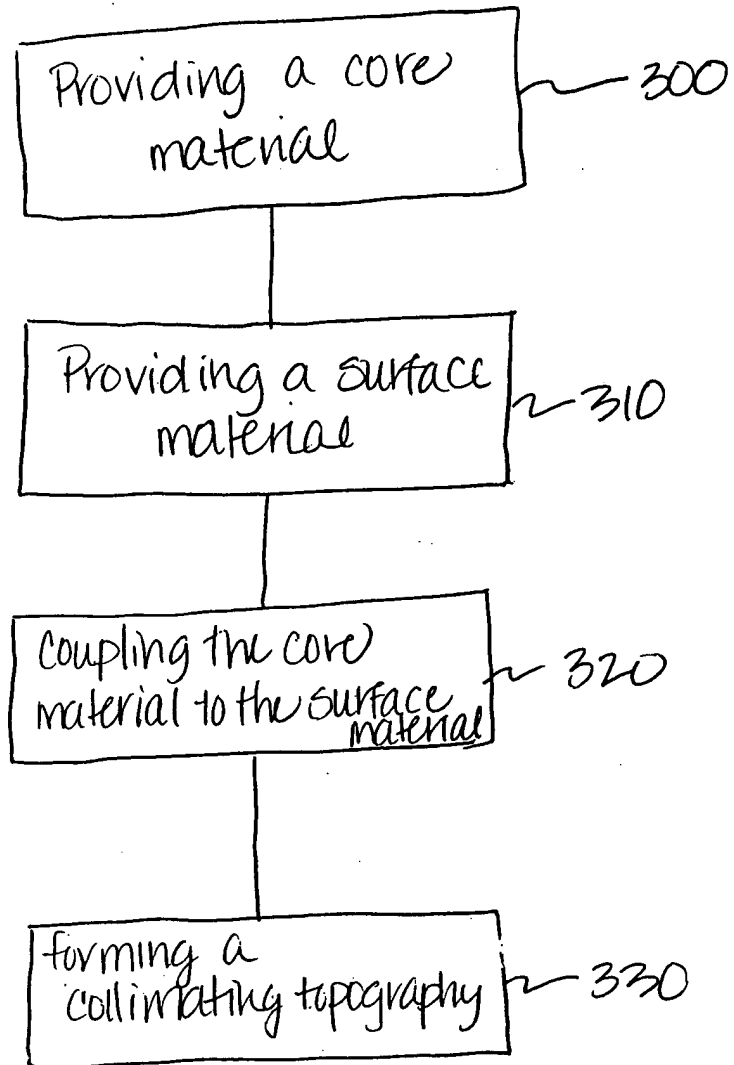 Providing a core
material
300
Providing a surface
material
310
Coupling the core
material to the surface
material
320
forming a
collimating topography
330